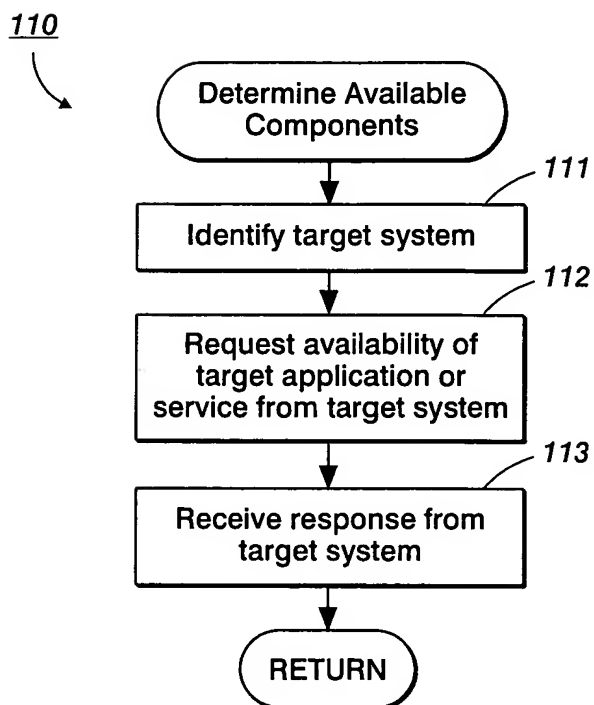 110
Determine Available
Components
111
Identify target system
112
Request availability of
target application or
service from target system
113
Receive response from
target system
RETURN